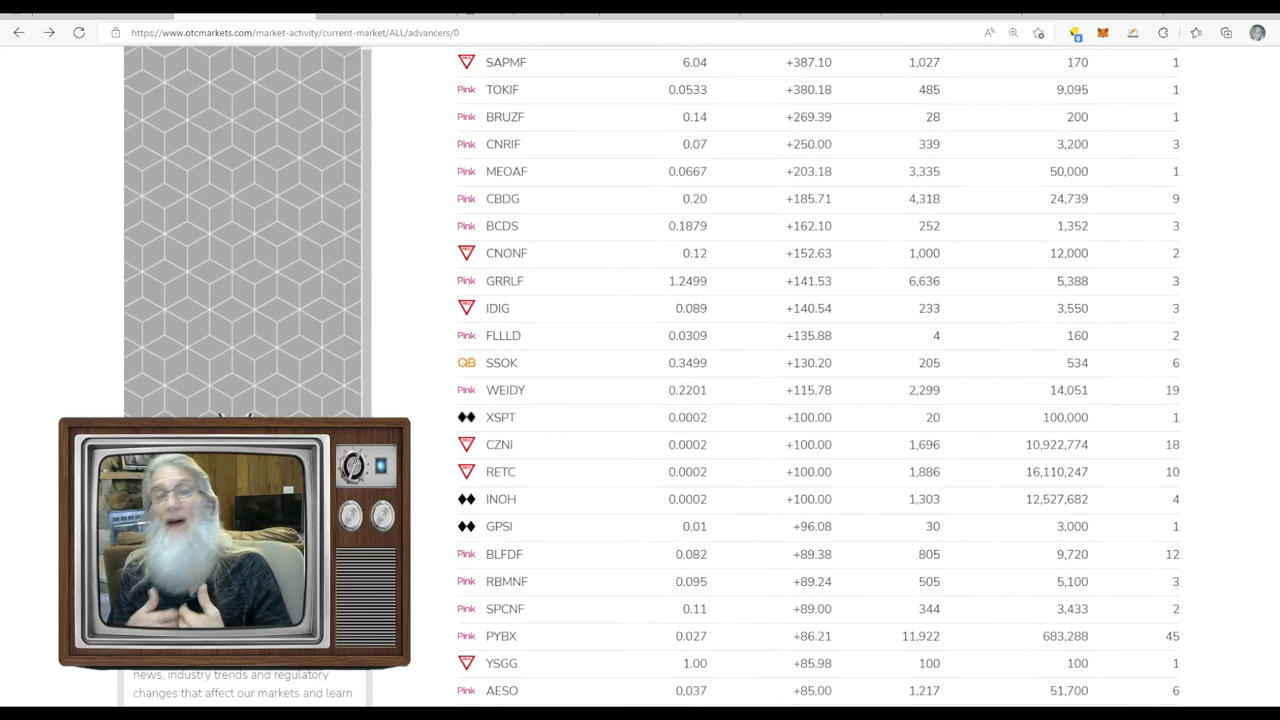 https://www.otcmarkets.com/market-activity/current-market/ALL/advancers/0
SAPMF 6.04 +387.10 1,027 170 1
Pink TOKIF 0.0533 +380.18 485 9,095 1
Pink BRUZF 0.14 +269.39 28 200 1
Pink CNRIF 0.07 +250.00 339 3,200 3
Pink MEOAF 0.0667 +203.18 3,335 50,000 1
Pink CBDG 0.20 +185.71 4,318 24,739 9
Pink BCDS 0.1879 +162.10 252 1,352 3
CNONF 0.12 +152.63 1,000 12,000 2
Pink GRRLF 1.2499 +141.53 6,636 5,388 3
IDIG 0.089 +140.54 233 3,550 3
Pink FLLLD 0.0309 +135.88 4 160 2
QB SSOK 0.3499 +130.20 205 534 6
Pink WEIDY 0.2201 +115.78 2,299 14,051 19
XSPT 0.0002 +100.00 20 100,000 1
CZNI 0.0002 +100.00 1,696 10,922,774 18
RETC 0.0002 +100.00 1,886 16,110,247 10
INOH 0.0002 +100.00 1,303 12,527,682 4
GPSI 0.01 +96.08 30 3,000 1
Pink BLFDF 0.082 +89.38 805 9,720 12
Pink RBMNF 0.095 +89.24 505 5,100 3
Pink SPCNF 0.11 +89.00 344 3,433 2
Pink PYBX 0.027 +86.21 11,922 683,288 45
YSGG 1.00 +85.98 100 100 1
Pink AESO 0.037 +85.00 1,217 51,700 6
news, industry trends and regulatory
changes that affect our markets and learn